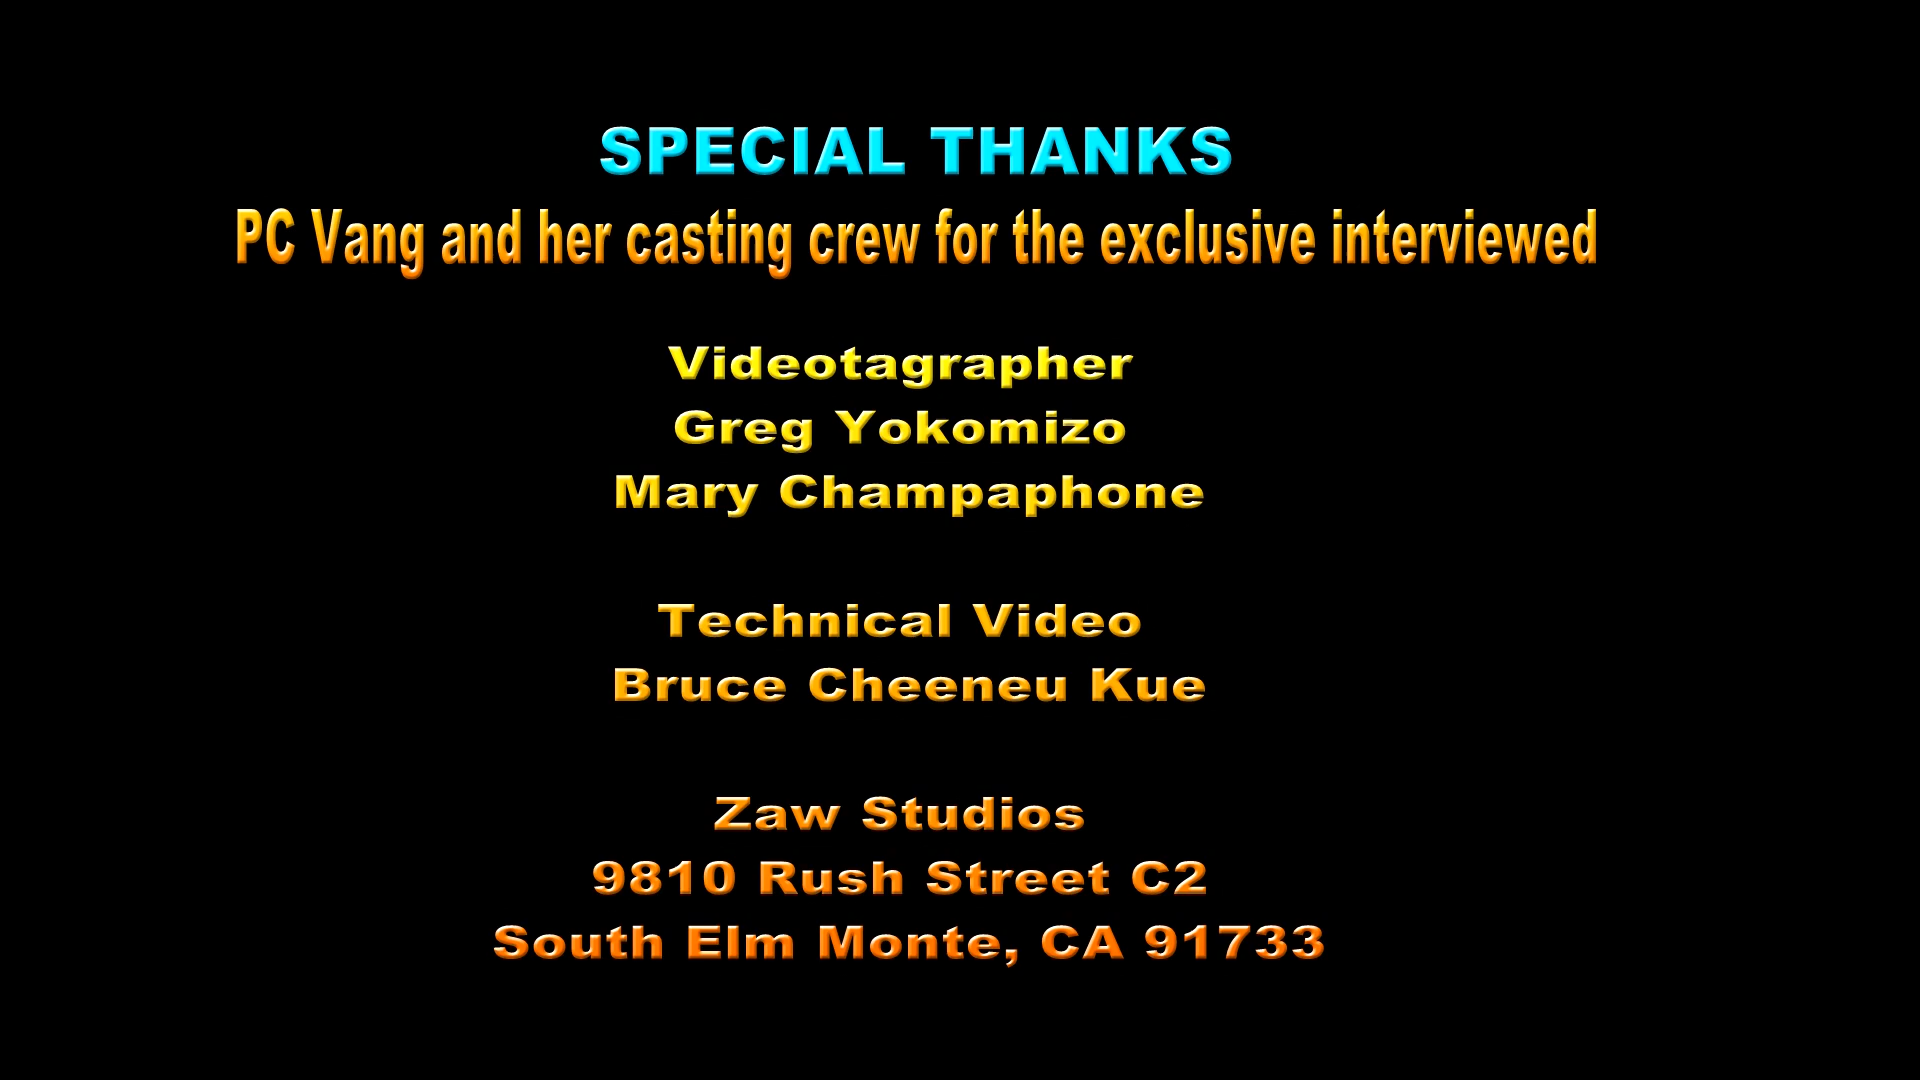 SPECIAL THANKS
PC Vang and her casting crew for the exclusive interviewed
Videotagrapher
Greg Yokomizo
Mary Champaphone
Technical Video
Bruce Cheeneu Kue
Zaw Studios
9810 Rush Street C2
South Elm Monte, CA 91733